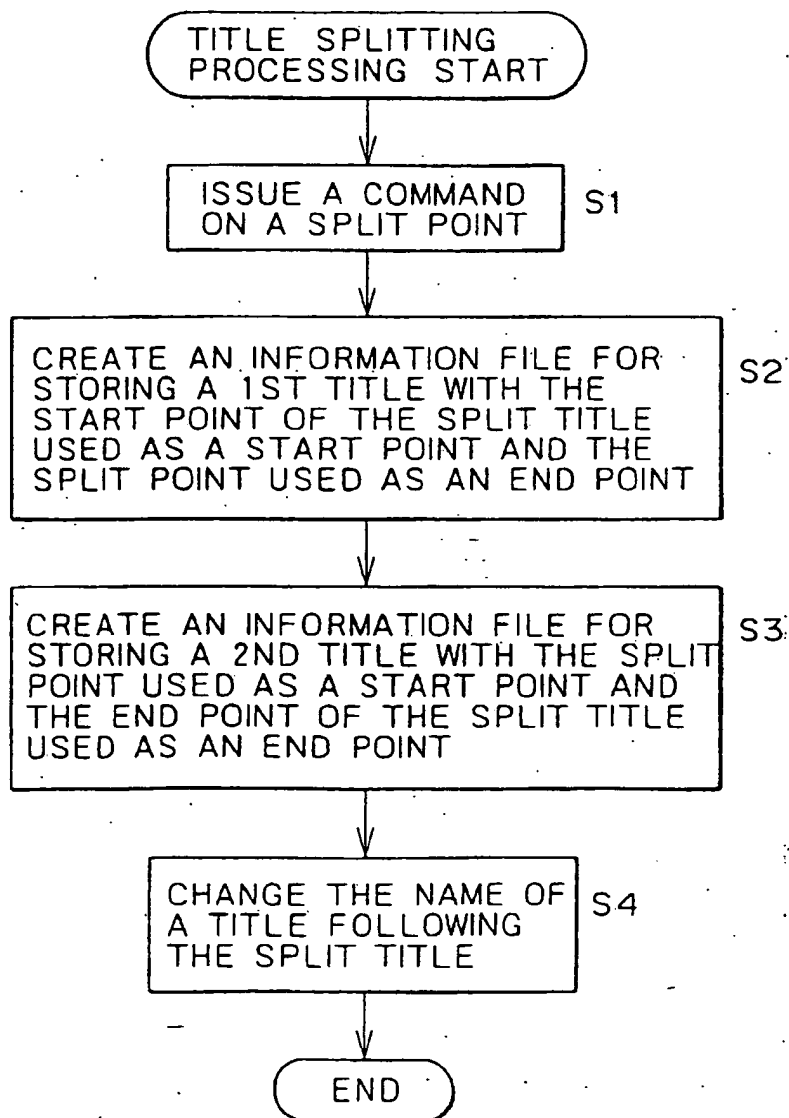 TITLE SPLITTING
PROCESSING START
ISSUE A COMMAND
ON A SPLIT POINT
S1
CREATE AN INFORMATION FILE FOR
STORING A 1ST TITLE WITH THE
START POINT OF THE SPLIT TITLE
USED AS A START POINT AND THE
SPLIT POINT USED AS AN END POINT
S2
CREATE AN INFORMATION FILE FOR
STORING A 2ND TITLE WITH THE SPLIT
POINT USED AS A START POINT AND
THE END POINT OF THE SPLIT TITLE
USED AS AN END POINT
S3
CHANGE THE NAME OF
A TITLE FOLLOWING
THE SPLIT TITLE
S4
END